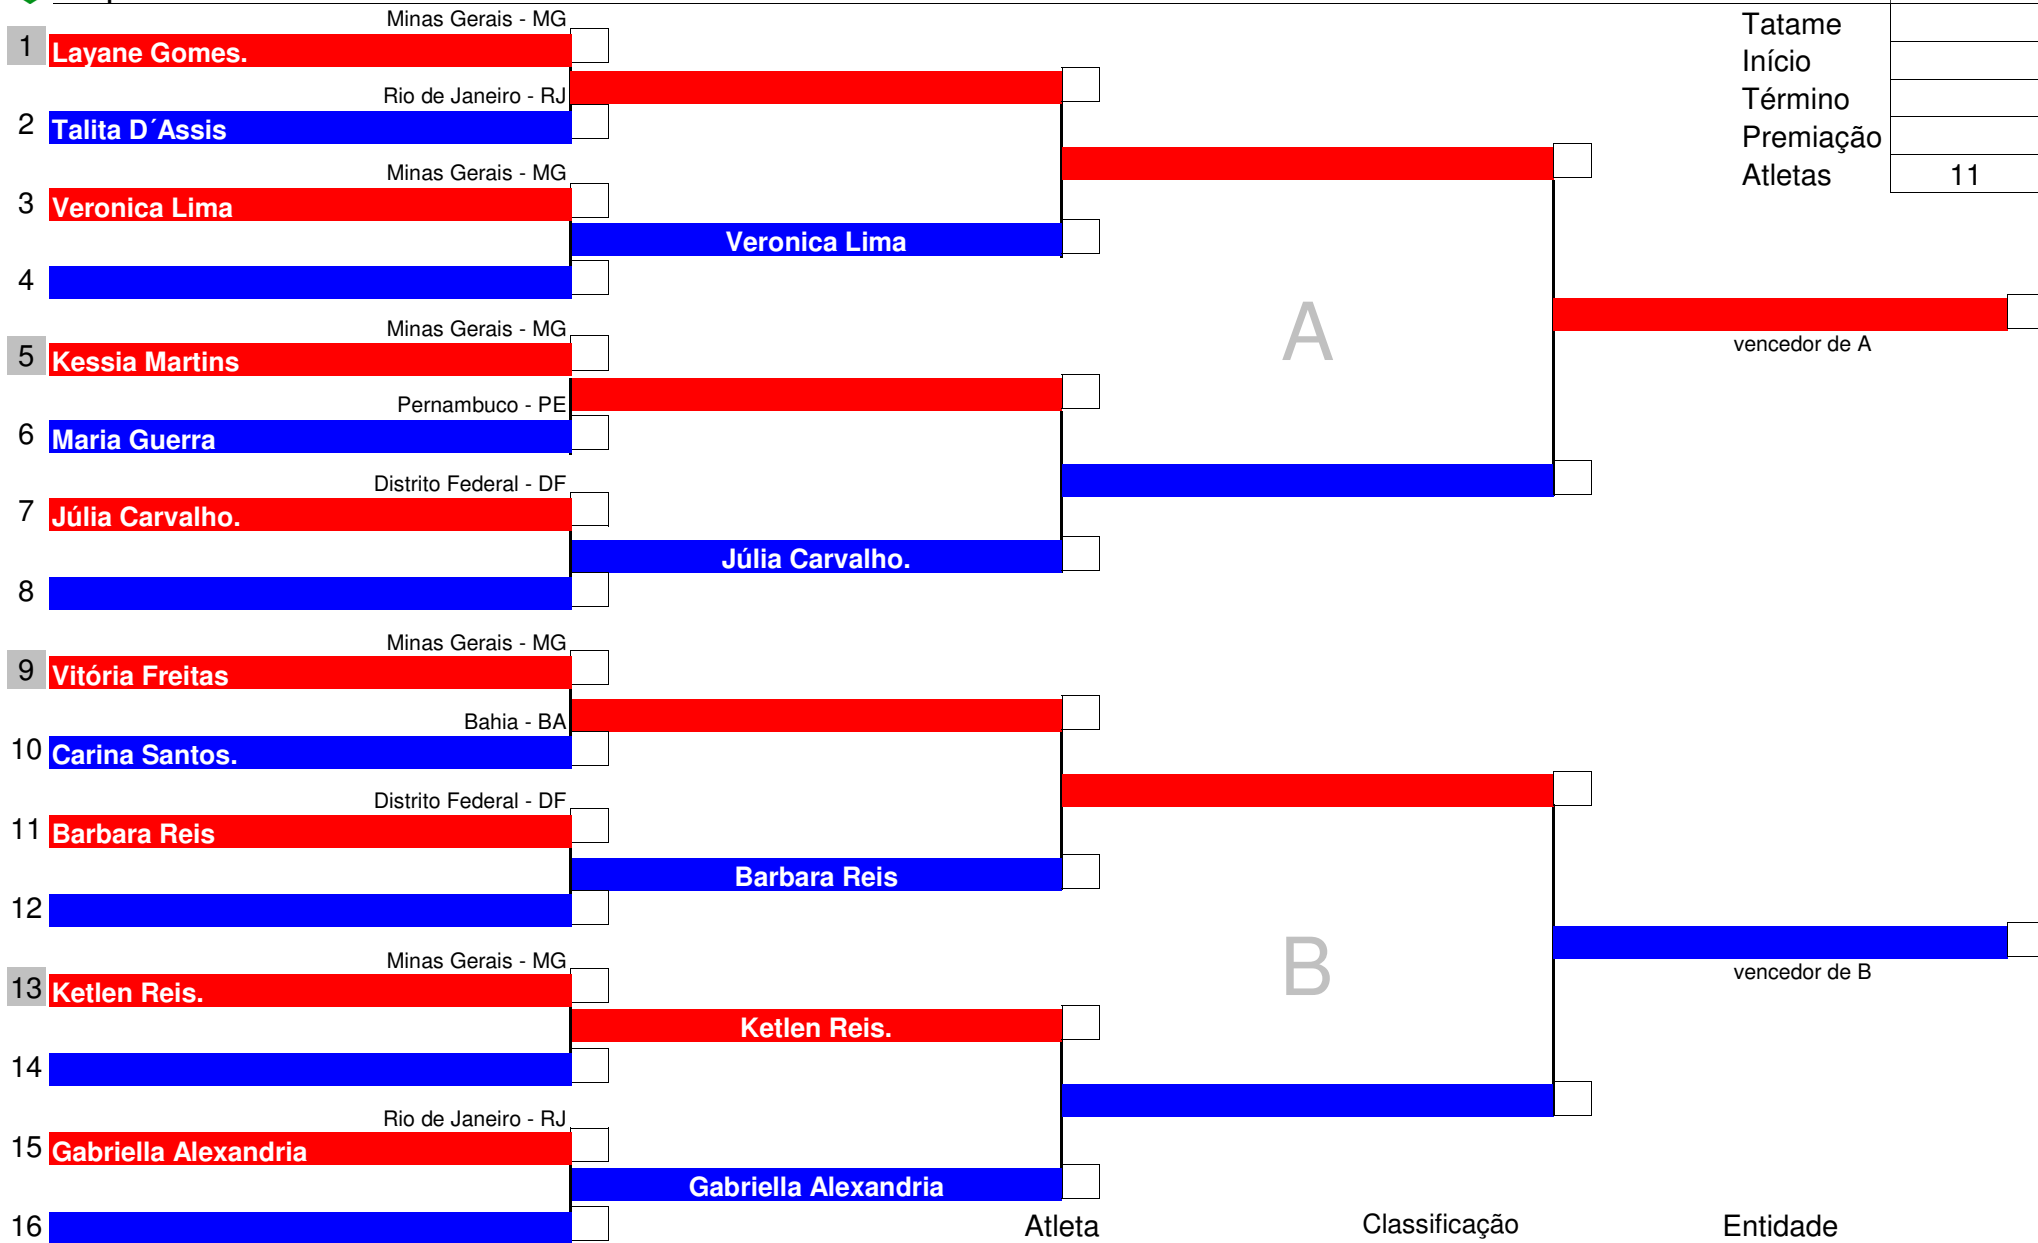 Minas Gerais - MG
1 Layane Gomes.
Rio de Janeiro - RJ
2 Talita D´Assis
Minas Gerais - MG
3 Veronica Lima
Veronica Lima
4
Minas Gerais - MG
5 Kessia Martins
Pernambuco - PE
6 Maria Guerra
Distrito Federal - DF
7 Júlia Carvalho.
Júlia Carvalho.
8
Minas Gerais - MG
9 Vitória Freitas
Bahia - BA
10 Carina Santos.
Distrito Federal - DF
11 Barbara Reis
Barbara Reis
12
Minas Gerais - MG
13 Ketlen Reis.
Ketlen Reis.
14
Rio de Janeiro - RJ
15 Gabriella Alexandria
Gabriella Alexandria
16
A
B
vencedor de A
vencedor de B
Tatame
Início
Término
Premiação
Atletas 11
Atleta Classificação Entidade